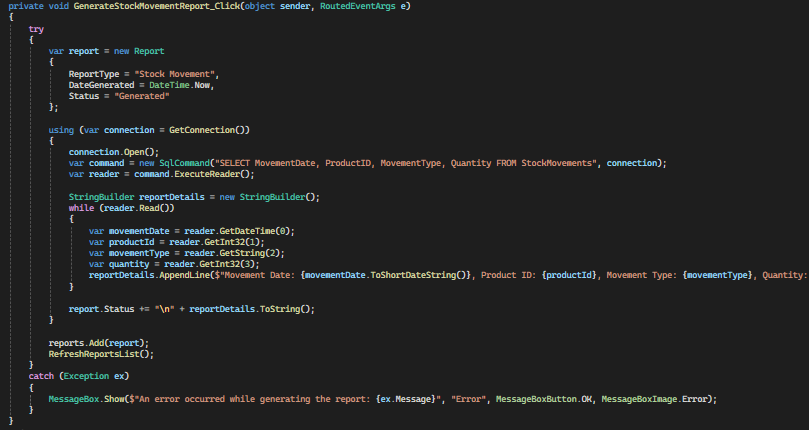 private void GenerateStockMovementReport_Click(object sender, RoutedEventArgs e)
{
try
{
var report = new Report
{
ReportType = "Stock Movement",
DateGenerated = DateTime.Now,
Status = "Generated"
};
using (var connection = GetConnection())
{
connection.Open();
var command = new SqlCommand("SELECT MovementDate, ProductID, MovementType, Quantity FROM StockMovements", connection);
var reader = command.ExecuteReader();
StringBuilder reportDetails = new StringBuilder();
while (reader.Read())
{
var movementDate = reader.GetDateTime(0);
var productId = reader.GetInt32(1);
var movementType = reader.GetString(2);
var quantity = reader.GetInt32(3);
reportDetails.AppendLine($"Movement Date: {movementDate.ToShortDateString()}, Product ID: {productId}, Movement Type: {movementType}, Quantity:
}
report.Status += "\n" + reportDetails.ToString();
}
reports.Add(report);
RefreshReportsList();
}
catch (Exception ex)
{
MessageBox.Show($"An error occurred while generating the report: {ex.Message}", "Error", MessageBoxButton.OK, MessageBoxImage.Error);
}
}